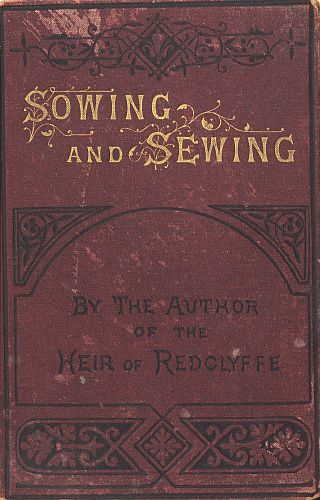 SOWING
AND SEWING
BY THE AUTHOR
OF THE
HEIR OF REDCLYFFE